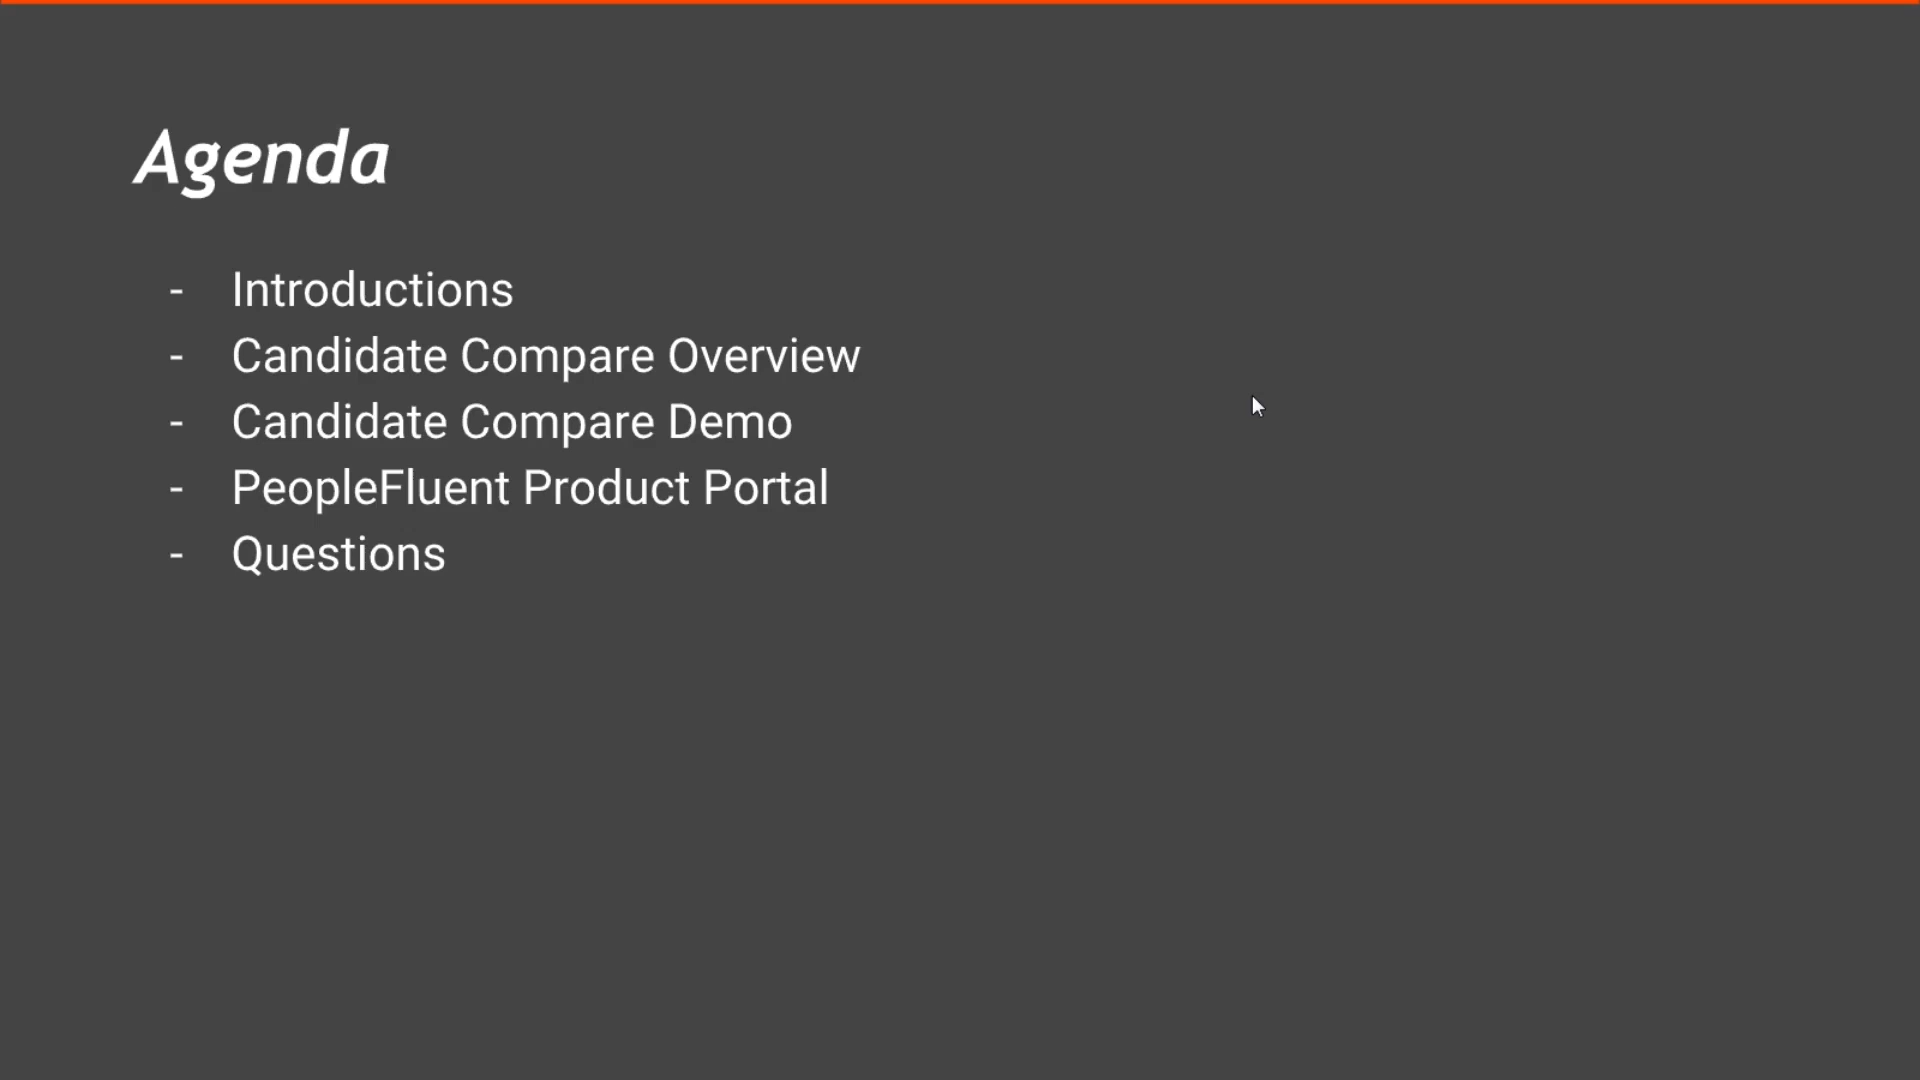 Agenda
- Introductions
- Candidate Compare Overview
- Candidate Compare Demo
- PeopleFluent Product Portal
- Questions